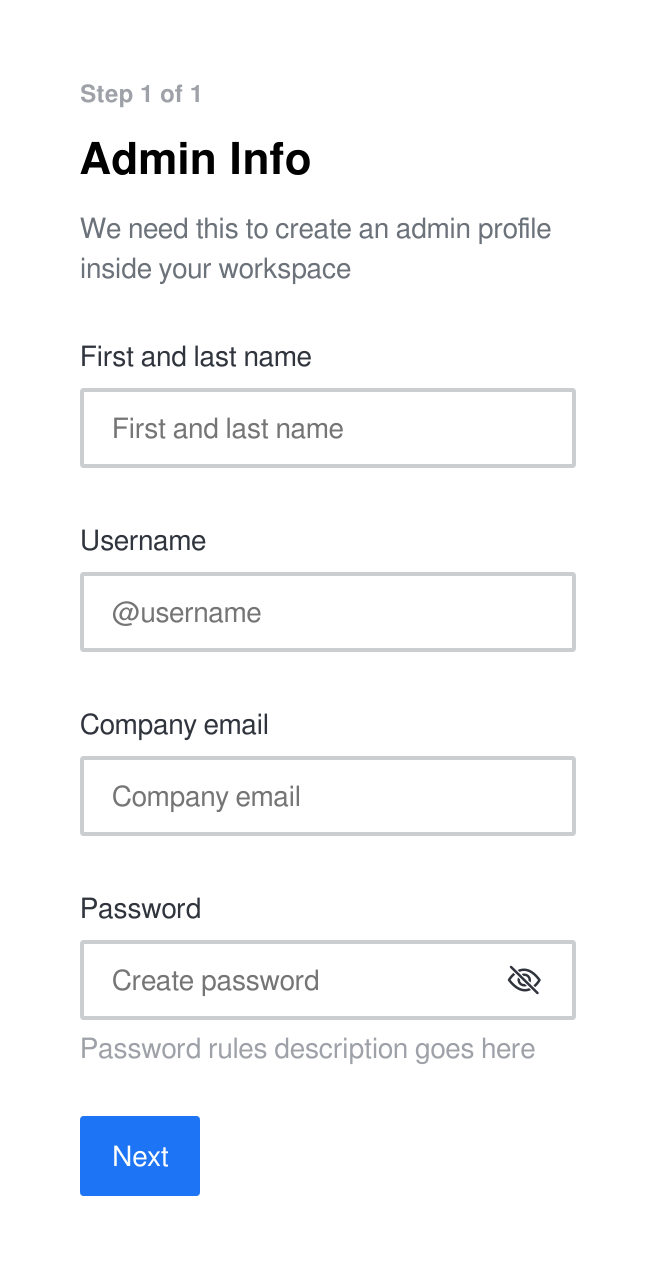 Step 1 of 1
Admin Info
We need this to create an admin profile
inside your workspace
First and last name
First and last name
Username
@username
Company email
Company email
Password
Create password
Password rules description goes here
Next